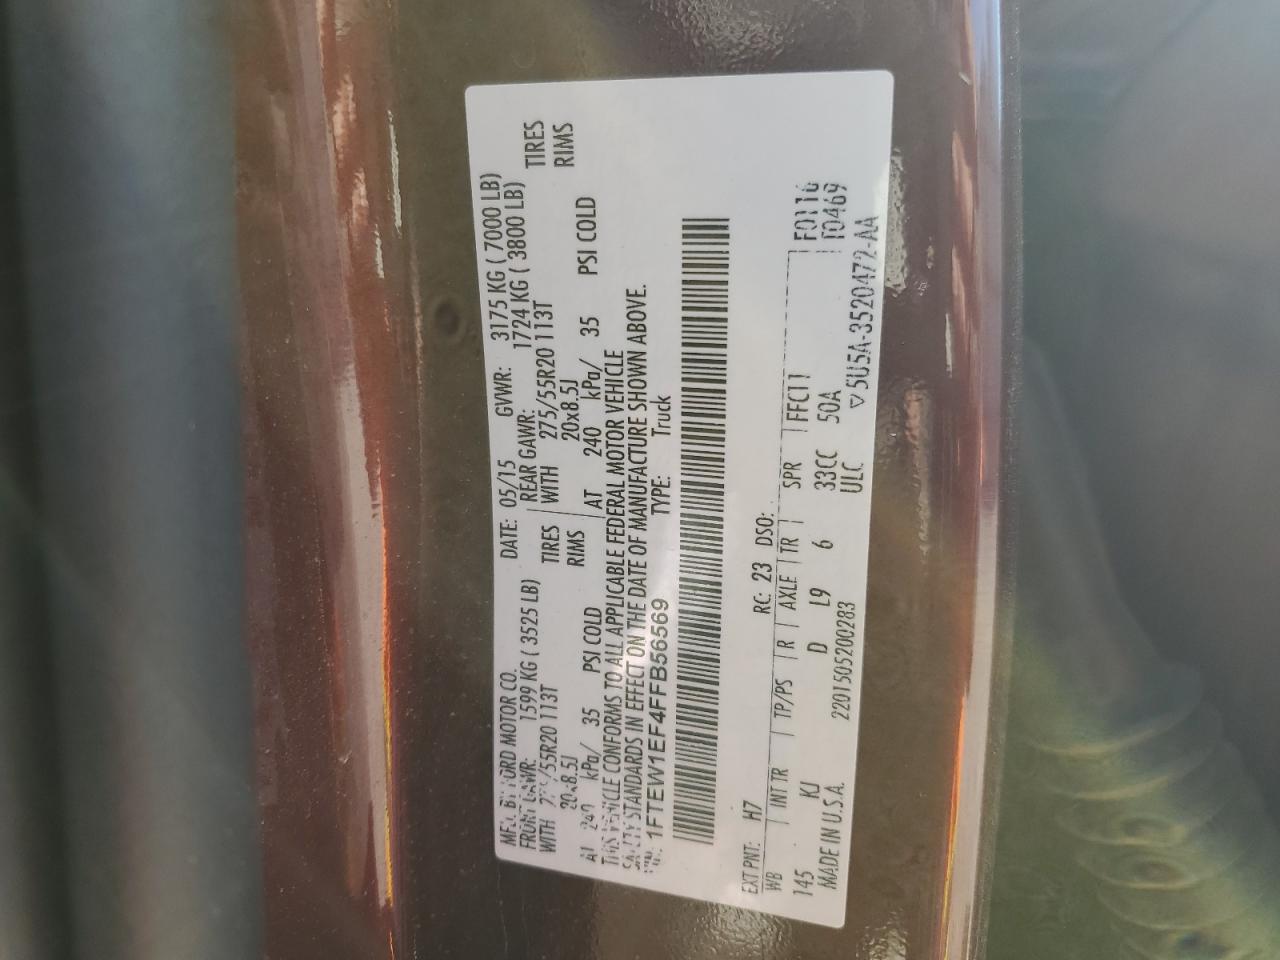 MFD. BY FORD MOTOR CO. DATE: 05/15 GVWR: 3175 KG ( 7000 LB)
FRONT GAWR: 1599 KG ( 3525 LB) REAR GAWR: 1724 KG ( 3800 LB)
WITH 275/55R20 113T TIRES WITH 275/55R20 113T TIRES
20x8.5J RIMS 20x8.5J RIMS
AT 240 kPa/ 35 PSI COLD AT 240 kPa/ 35 PSI COLD
THIS VEHICLE CONFORMS TO ALL APPLICABLE FEDERAL MOTOR VEHICLE
SAFETY STANDARDS IN EFFECT ON THE DATE OF MANUFACTURE SHOWN ABOVE.
VIN: 1FTEW1EF4FFB56569 TYPE: Truck
EXT PNT: H7 RC: 23 DSO:
WB INT TR TP/PS R AXLE TR SPR FFC11 F0116
145 KJ D L9 6 33CC 50A T0469
MADE IN U.S.A. 2201505200283 ULC ▽5U5A-3520472-AA